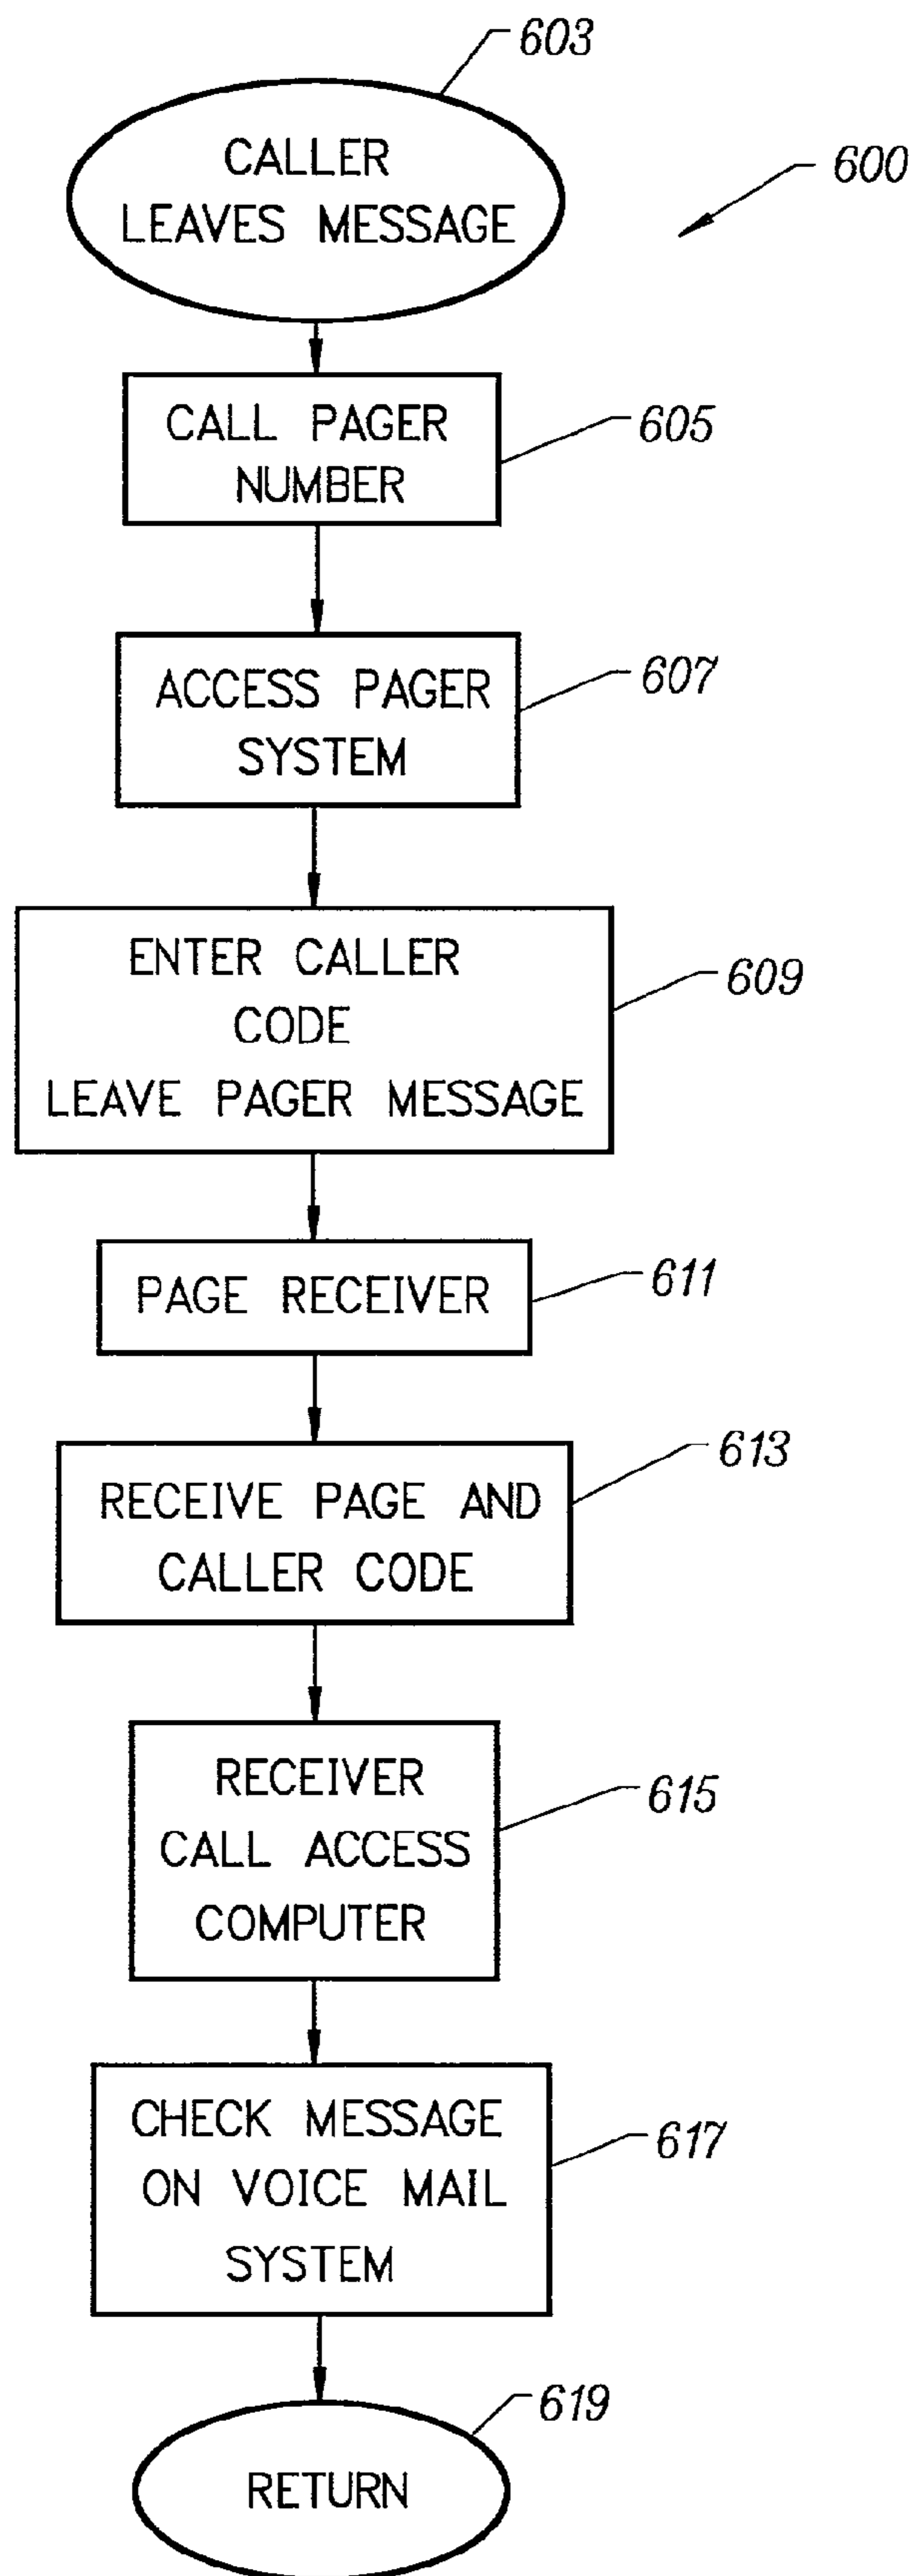 603
CALLER
LEAVES MESSAGE
600
CALL PAGER
NUMBER
605
ACCESS PAGER
SYSTEM
607
ENTER CALLER
CODE
LEAVE PAGER MESSAGE
609
PAGE RECEIVER
611
RECEIVE PAGE AND
CALLER CODE
613
RECEIVER
CALL ACCESS
COMPUTER
615
CHECK MESSAGE
ON VOICE MAIL
SYSTEM
617
619
RETURN